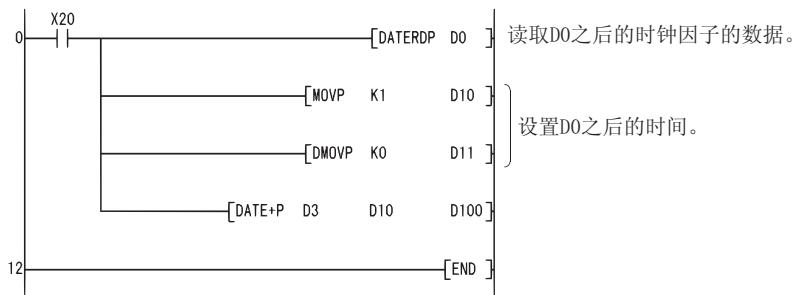 X20
0 DATERDP D0 读取D0之后的时钟因子的数据。
MOVP K1 D10
设置D0之后的时间。
DMOVP K0 D11
DATE+P D3 D10 D100
12 END